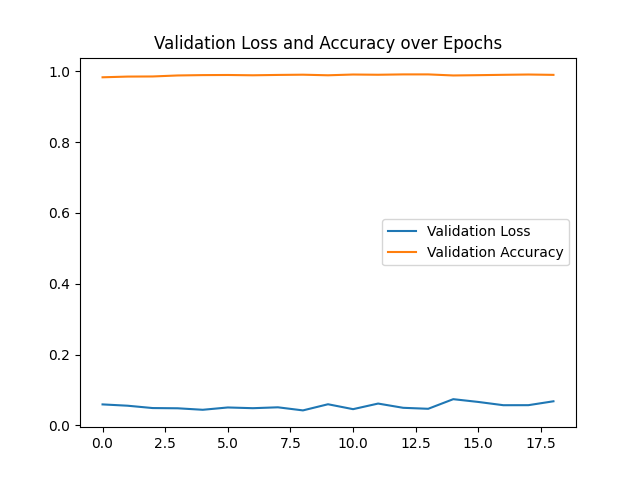 Validation Loss and Accuracy over Epochs
1.0
0.8
0.6
0.4
0.2
0.0
Validation Loss
Validation Accuracy
0.0 2.5 5.0 7.5 10.0 12.5 15.0 17.5